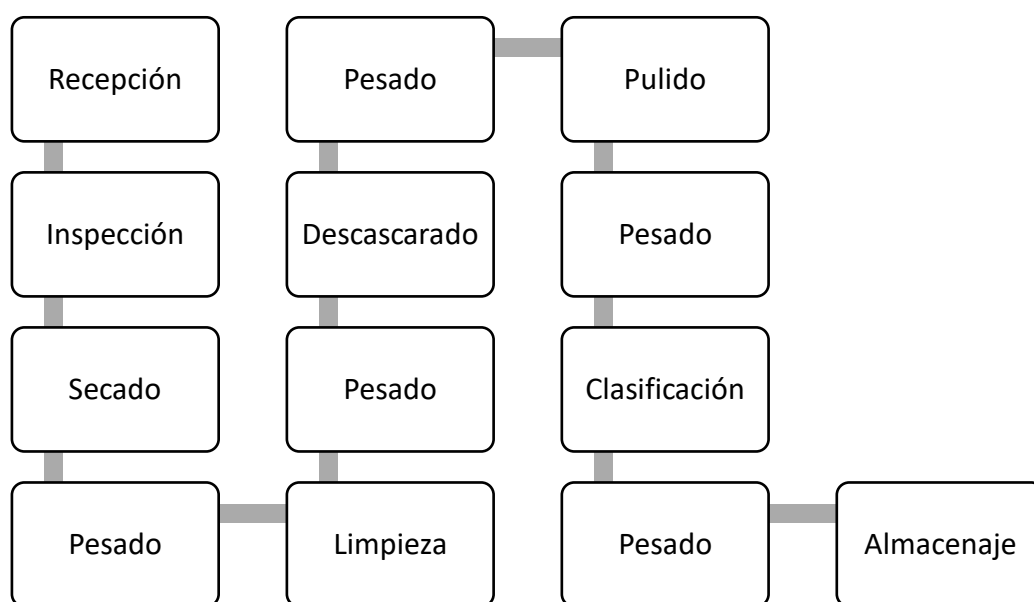 Recepción
Inspección
Secado
Pesado
Limpieza
Pesado
Descascarado
Pesado
Pulido
Pesado
Clasificación
Pesado
Almacenaje